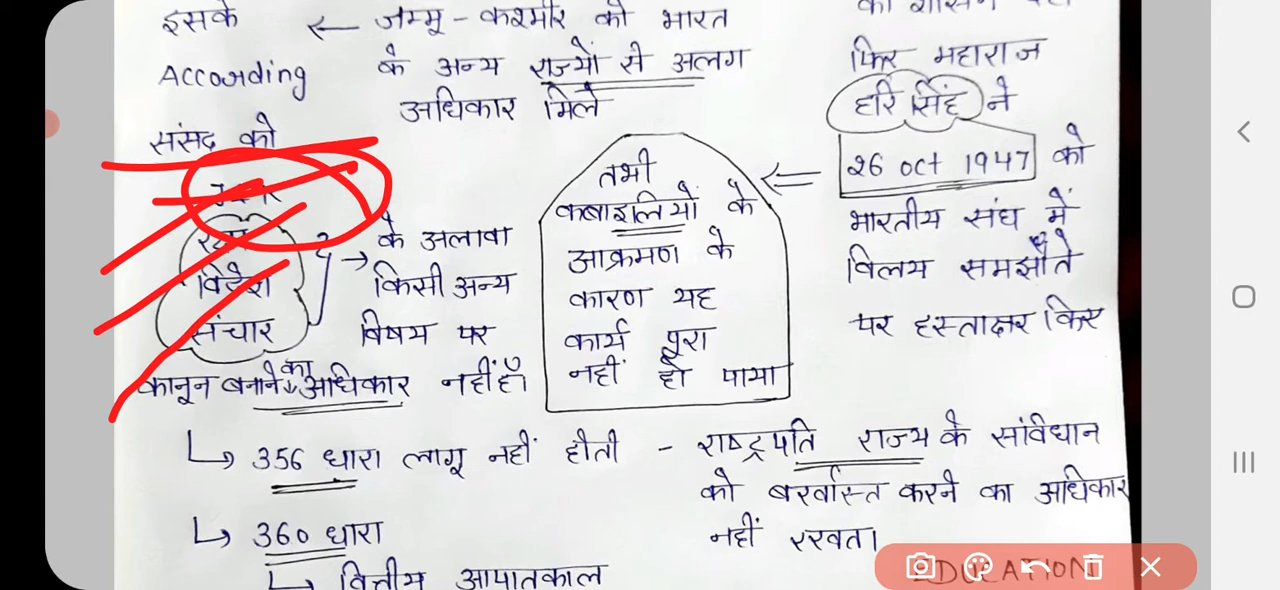 इसके
According
संसद को
रक्षा
विदेश
संचार
के अलावा
किसी अन्य
विषय पर
कानून बनाने का अधिकार नहीं है।
← जम्मू - कश्मीर को भारत
के अन्य राज्यों से अलग
अधिकार मिले
फिर महाराज
हरि सिंह ने
26 oct 1947 को
भारतीय संघ में
विलय समझौते
पर हस्ताक्षर किए
तभी
कबाइलियों के
आक्रमण के
कारण यह
कार्य पूरा
नहीं हो पाया
356 धारा लागू नहीं होती - राष्ट्रपति राज्य के संविधान
को बर्खास्त करने का अधिकार
नहीं रखता।
360 धारा
वित्तीय आपातकाल
EDUCATION